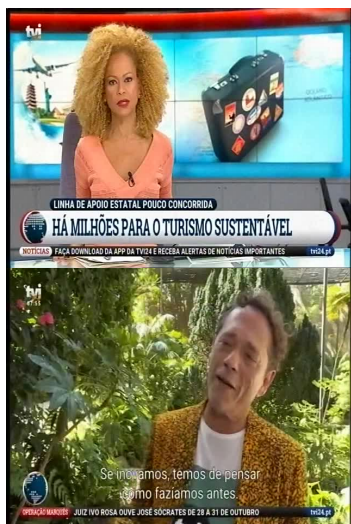 tvi
LINHA DE APOIO ESTATAL POUCO CONCORRIDA
HÁ MILHÕES PARA O TURISMO SUSTENTÁVEL
NOTÍCIAS FAÇA DOWNLOAD DA APP DA TVI24 E RECEBA ALERTAS DE NOTÍCIAS IMPORTANTES tvi24.pt
tvi
Se inovamos, temos de pensar
como fazíamos antes.
OPERAÇÃO MARQUÊS JUIZ IVO ROSA OUVE JOSÉ SÓCRATES DE 28 A 31 DE OUTUBRO tvi24.pt